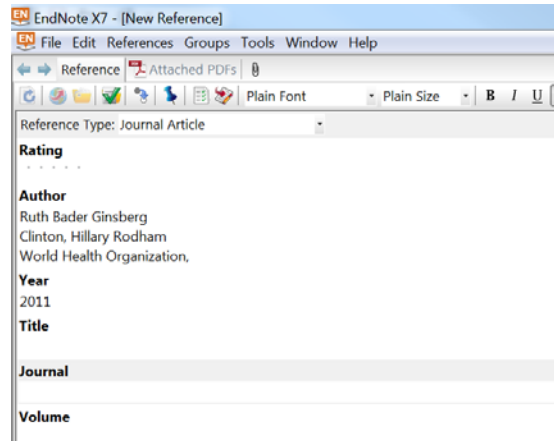 EndNote X7 - [New Reference]
File Edit References Groups Tools Window Help
Reference Attached PDFs
Plain Font Plain Size B I U
Reference Type: Journal Article
Rating
Author
Ruth Bader Ginsberg
Clinton, Hillary Rodham
World Health Organization,
Year
2011
Title
Journal
Volume